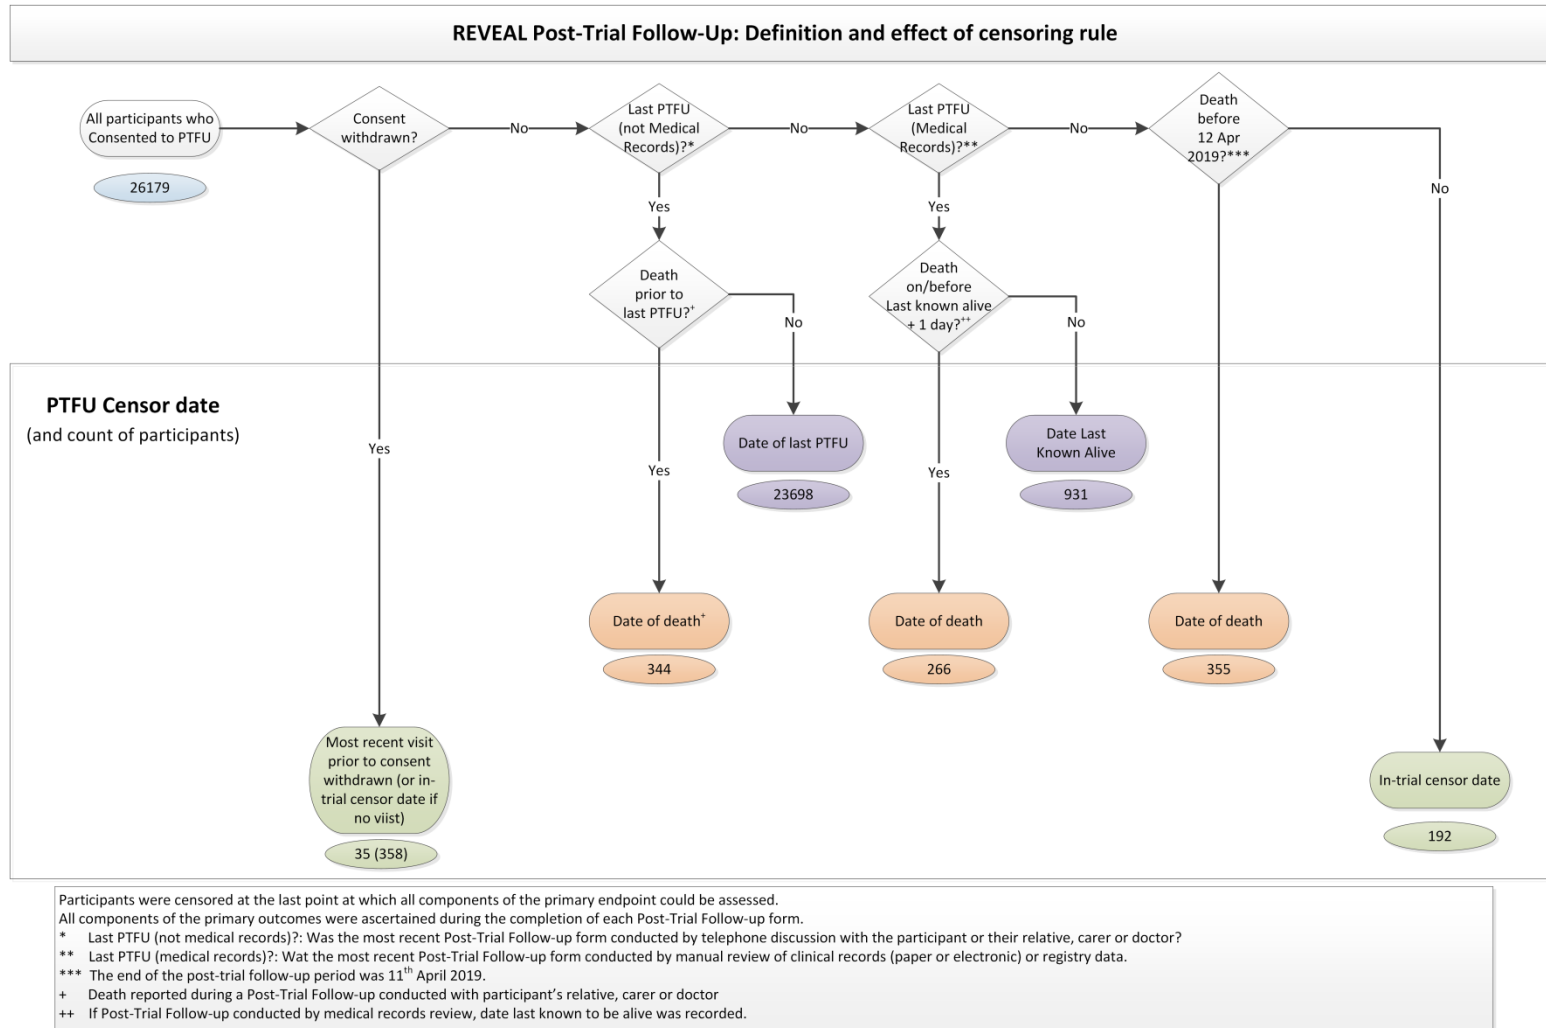 REVEAL Post-Trial Follow-Up: Definition and effect of censoring rule
All participants who
Consented to PTFU
26179
Consent
withdrawn?
No
Last PTFU
(not Medical
Records)?*
No
Last PTFU
(Medical
Records)?**
No
Death
before
12 Apr
2019?***
No
Yes
Yes
Death
prior to
last PTFU?+
No
Death
on/before
Last known alive
+ 1 day?++
No
PTFU Censor date
(and count of participants)
Yes
Yes
Yes
Date of last PTFU
23698
Date Last
Known Alive
931
Date of death+
344
Date of death
266
Date of death
355
Most recent visit
prior to consent
withdrawn (or in-
trial censor date if
no viist)
35 (358)
In-trial censor date
192
Participants were censored at the last point at which all components of the primary endpoint could be assessed.
All components of the primary outcomes were ascertained during the completion of each Post-Trial Follow-up form.
* Last PTFU (not medical records)?: Was the most recent Post-Trial Follow-up form conducted by telephone discussion with the participant or their relative, carer or doctor?
** Last PTFU (medical records)?: Wat the most recent Post-Trial Follow-up form conducted by manual review of clinical records (paper or electronic) or registry data.
*** The end of the post-trial follow-up period was 11th April 2019.
+ Death reported during a Post-Trial Follow-up conducted with participant's relative, carer or doctor
++ If Post-Trial Follow-up conducted by medical records review, date last known to be alive was recorded.